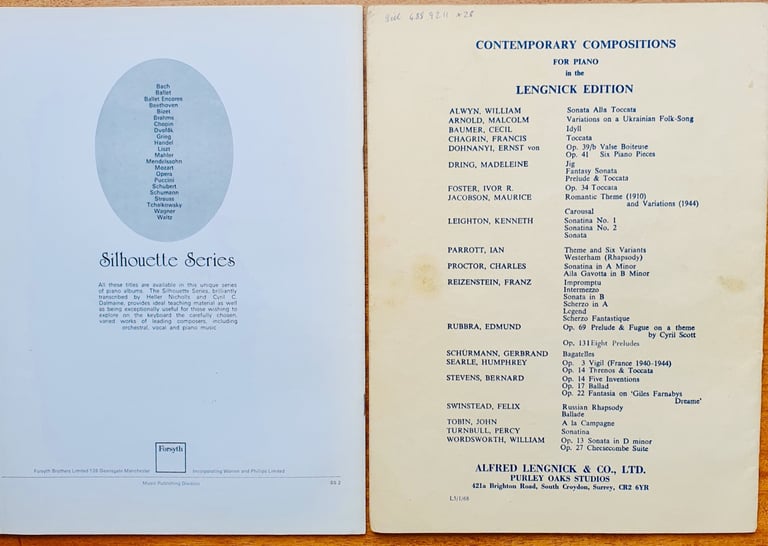 Bach
Ballet
Ballet Encores
Beethoven
Bizet
Brahms
Chopin
Dvořák
Grieg
Handel
Liszt
Mahler
Mendelssohn
Mozart
Opera
Puccini
Schubert
Schumann
Strauss
Tchaikowsky
Wagner
Waltz
Silhouette Series
All these titles are available in this unique series
of piano albums. The Silhouette Series, brilliantly
transcribed by Heller Nicholls and Cyril C.
Dalmaine, provides ideal teaching material as well
as being exceptionally useful for those wishing to
explore on the keyboard the carefully chosen,
varied works of leading composers, including
orchestral, vocal and piano music
Forsyth
Forsyth Brothers Limited 126 Deansgate Manchester
Incorporating Warren and Phillips Limited
Music Publishing Division
SS 2
CONTEMPORARY COMPOSITIONS
FOR PIANO
in the
LENGNICK EDITION
ALWYN, WILLIAM Sonata Alla Toccata
ARNOLD, MALCOLM Variations on a Ukrainian Folk-Song
BAUMER, CECIL Idyll
CHAGRIN, FRANCIS Toccata
DOHNANYI, ERNST von Op. 39/b Valse Boiteuse
Op. 41 Six Piano Pieces
DRING, MADELEINE Jig
Fantasy Sonata
Prelude & Toccata
FOSTER, IVOR R. Op. 34 Toccata
JACOBSON, MAURICE Romantic Theme (1910)
and Variations (1944)
Carousal
LEIGHTON, KENNETH Sonatina No. 1
Sonatina No. 2
Sonata
PARROTT, IAN Theme and Six Variants
Westerham (Rhapsody)
PROCTOR, CHARLES Sonatina in A Minor
Aila Gavotta in B Minor
REIZENSTEIN, FRANZ Impromptu
Intermezzo
Sonata in B
Scherzo in A
Legend
Scherzo Fantastique
RUBBRA, EDMUND Op. 69 Prelude & Fugue on a theme
by Cyril Scott
Op. 131 Eight Preludes
SCHÜRMANN, GERBRAND Bagatelles
SEARLE, HUMPHREY Op. 3 Vigil (France 1940-1944)
Op. 14 Threnos & Toccata
STEVENS, BERNARD Op. 14 Five Inventions
Op. 17 Ballad
Op. 22 Fantasia on 'Giles Farnabys
Dreame'
SWINSTEAD, FELIX Russian Rhapsody
Ballade
TOBIN, JOHN A la Campagne
TURNBULL, PERCY Sonatina
WORDSWORTH, WILLIAM Op. 13 Sonata in D minor
Op. 27 Cheesecombe Suite
ALFRED LENGNICK & CO., LTD.
PURLEY OAKS STUDIOS
421a Brighton Road, South Croydon, Surrey, CR2 6YR